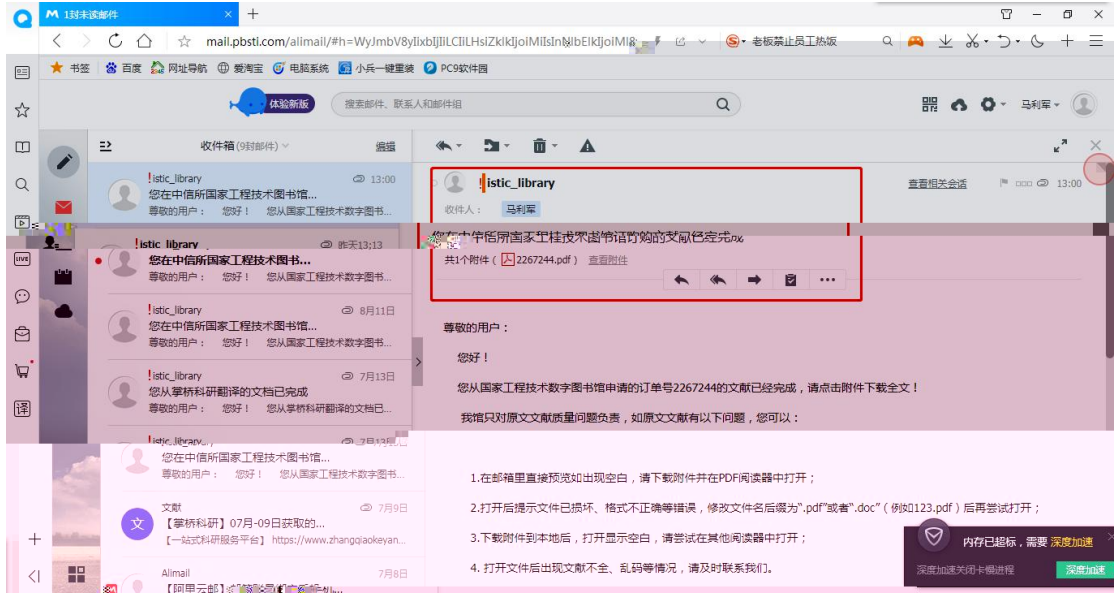 1封未读邮件
mail.pbsti.com/alimail/#h=WyJmbV8yIixbIjIiLCIiLHsiZkIkIjoiMiIsIn
老板禁止员工热饭
书签
百度
网址导航
爱淘宝
电脑系统
小兵一键重装
PC9软件园
体验新版
搜索邮件、联系人和邮件组
马利军
收件箱(9封邮件)
编辑
!istic_library
13:00
您在中信所国家工程技术图书馆...
尊敬的用户： 您好！ 您从国家工程技术数字图书...
!istic_library
昨天13:13
您在中信所国家工程技术图书...
尊敬的用户： 您好！ 您从国家工程技术数字图书...
!istic_library
8月11日
您在中信所国家工程技术图书馆...
尊敬的用户： 您好！ 您从国家工程技术数字图书...
!istic_library
7月13日
您从掌桥科研翻译的文档已完成
尊敬的用户： 您好！ 您从掌桥科研翻译的文档已...
!istic_library
您在中信所国家工程技术图书馆...
尊敬的用户： 您好！ 您从国家工程技术数字图书...
文
文献
7月9日
【掌桥科研】07月-09日获取的...
【一站式科研服务平台】https://www.zhangqiaokeyan...
Alimail
7月8日
【阿里云邮】
LIVE
译
!istic_library
查看相关会话
13:00
收件人：
马利军
共1个附件 ( 2267244.pdf ) 查看附件
尊敬的用户：
您好！
您从国家工程技术数字图书馆申请的订单号2267244的文献已经完成，请点击附件下载全文！
我馆只对原文文献质量问题负责，如原文文献有以下问题，您可以：
1.在邮箱里直接预览如出现空白，请下载附件并在PDF阅读器中打开；
2.打开后提示文件已损坏、格式不正确等错误，修改文件名后缀为“.pdf”或者“.doc”（例如123.pdf）后再尝试打开；
3.下载附件到本地后，打开显示空白，请尝试在其他阅读器中打开；
4. 打开文件后出现文献不全、乱码等情况，请及时联系我们。
内存已超标，需要 深度加速
深度加速关闭卡慢进程
深度加速